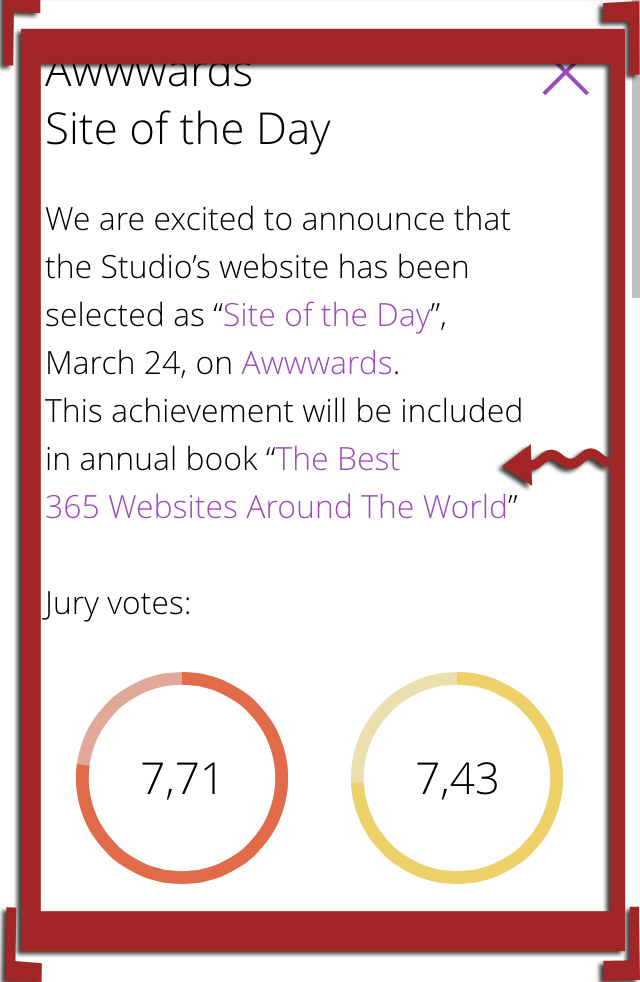 Awwwards
Site of the Day
We are excited to announce that
the Studio’s website has been
selected as “Site of the Day”,
March 24, on Awwwards.
This achievement will be included
in annual book “The Best
365 Websites Around The World”
Jury votes:
7,71
7,43